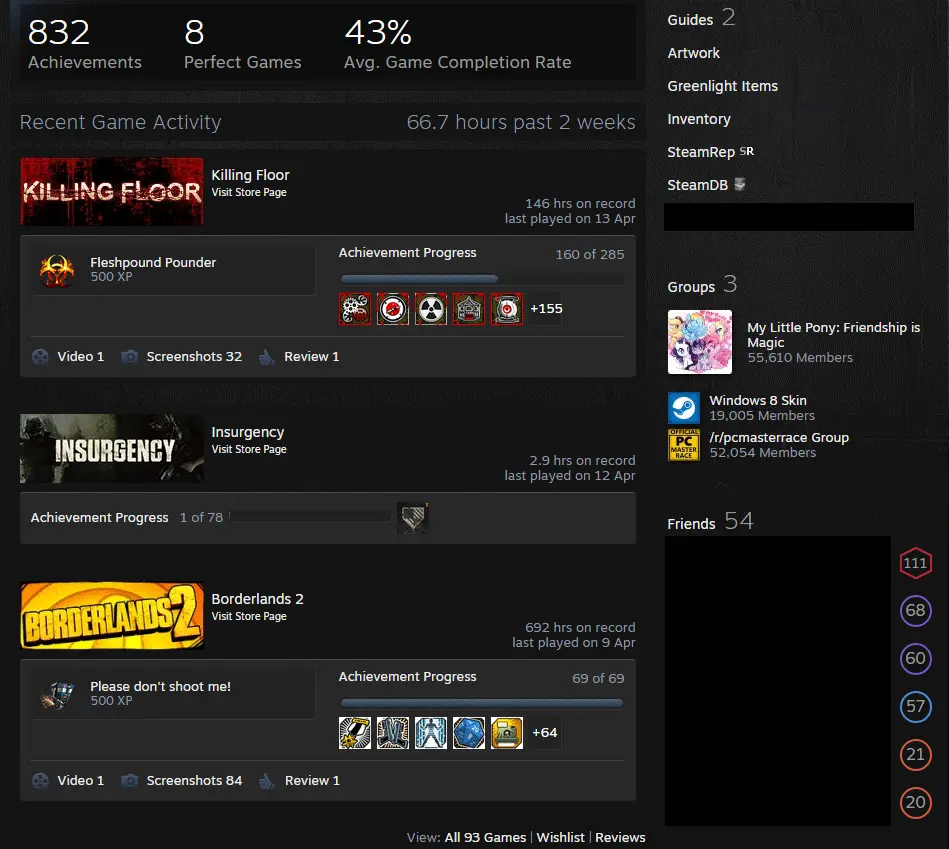 832
8
43%
Achievements
Perfect Games
Avg. Game Completion Rate
Recent Game Activity
66.7 hours past 2 weeks
KILLING FLOOR
Killing Floor
Visit Store Page
146 hrs on record
last played on 13 Apr
Fleshpound Pounder
500 XP
Achievement Progress
160 of 285
+155
Video 1
Screenshots 32
Review 1
INSURGENCY
Insurgency
Visit Store Page
2.9 hrs on record
last played on 12 Apr
Achievement Progress
1 of 78
BORDERLANDS 2
Borderlands 2
Visit Store Page
692 hrs on record
last played on 9 Apr
Please don't shoot me!
500 XP
Achievement Progress
69 of 69
+64
Video 1
Screenshots 84
Review 1
View: All 93 Games | Wishlist | Reviews
Guides 2
Artwork
Greenlight Items
Inventory
SteamRep SR
SteamDB
Groups 3
My Little Pony: Friendship is
Magic
55,610 Members
Windows 8 Skin
19,005 Members
OFFICIAL
PC
MASTER
RACE
/r/pcmasterrace Group
52,054 Members
Friends 54
111
68
60
57
21
20